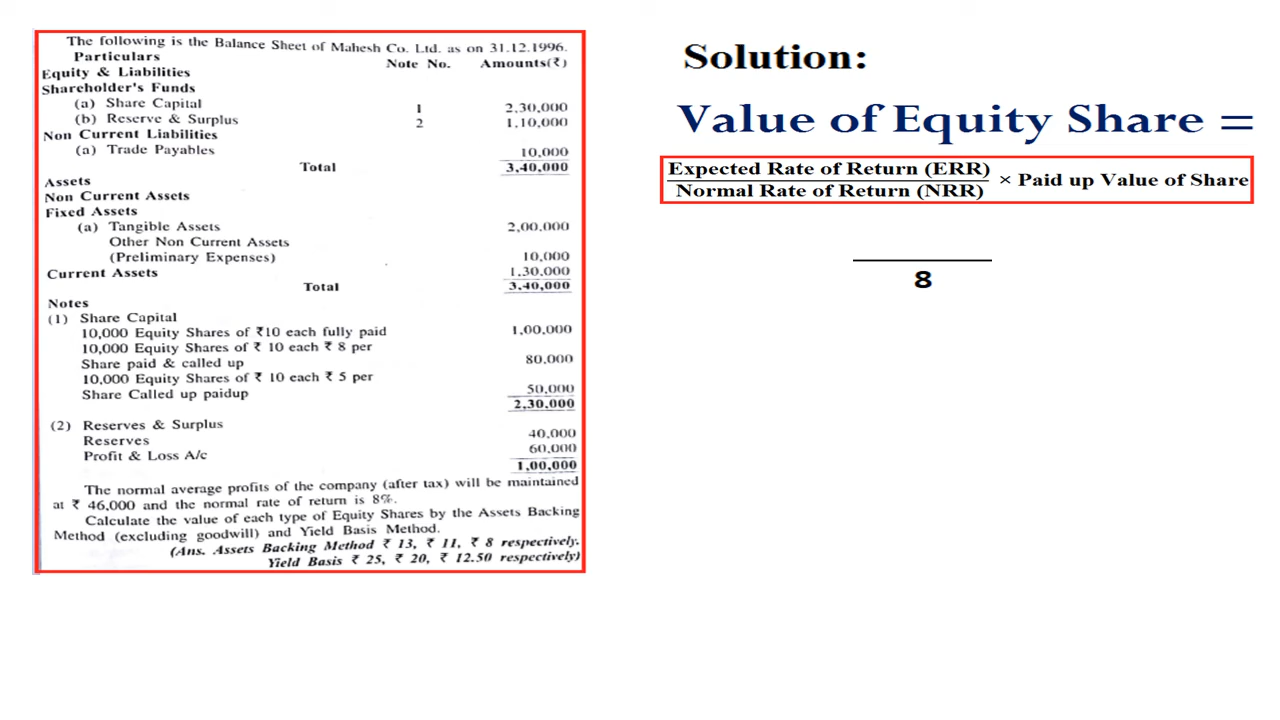 The following is the Balance Sheet of Mahesh Co. Ltd. as on 31.12.1996.
Particulars Note No. Amounts(₹)
Equity & Liabilities
Shareholder's Funds
(a) Share Capital 1 2,30,000
(b) Reserve & Surplus 2 1,10,000
Non Current Liabilities
(a) Trade Payables 10,000
Total 3,40,000
Assets
Non Current Assets
Fixed Assets
(a) Tangible Assets 2,00,000
Other Non Current Assets
(Preliminary Expenses) 10,000
Current Assets 1,30,000
Total 3,40,000
Notes
(1) Share Capital
10,000 Equity Shares of ₹10 each fully paid 1,00,000
10,000 Equity Shares of ₹ 10 each ₹ 8 per
Share paid & called up 80,000
10,000 Equity Shares of ₹ 10 each ₹ 5 per
Share Called up paidup 50,000
2,30,000
(2) Reserves & Surplus
Reserves 40,000
Profit & Loss A/c 60,000
1,00,000
The normal average profits of the company (after tax) will be maintained
at ₹ 46,000 and the normal rate of return is 8%.
Calculate the value of each type of Equity Shares by the Assets Backing
Method (excluding goodwill) and Yield Basis Method.
(Ans. Assets Backing Method ₹ 13, ₹ 11, ₹ 8 respectively.
Yield Basis ₹ 25, ₹ 20, ₹ 12.50 respectively)
Solution:
Value of Equity Share =
Expected Rate of Return (ERR)
Normal Rate of Return (NRR) × Paid up Value of Share
8